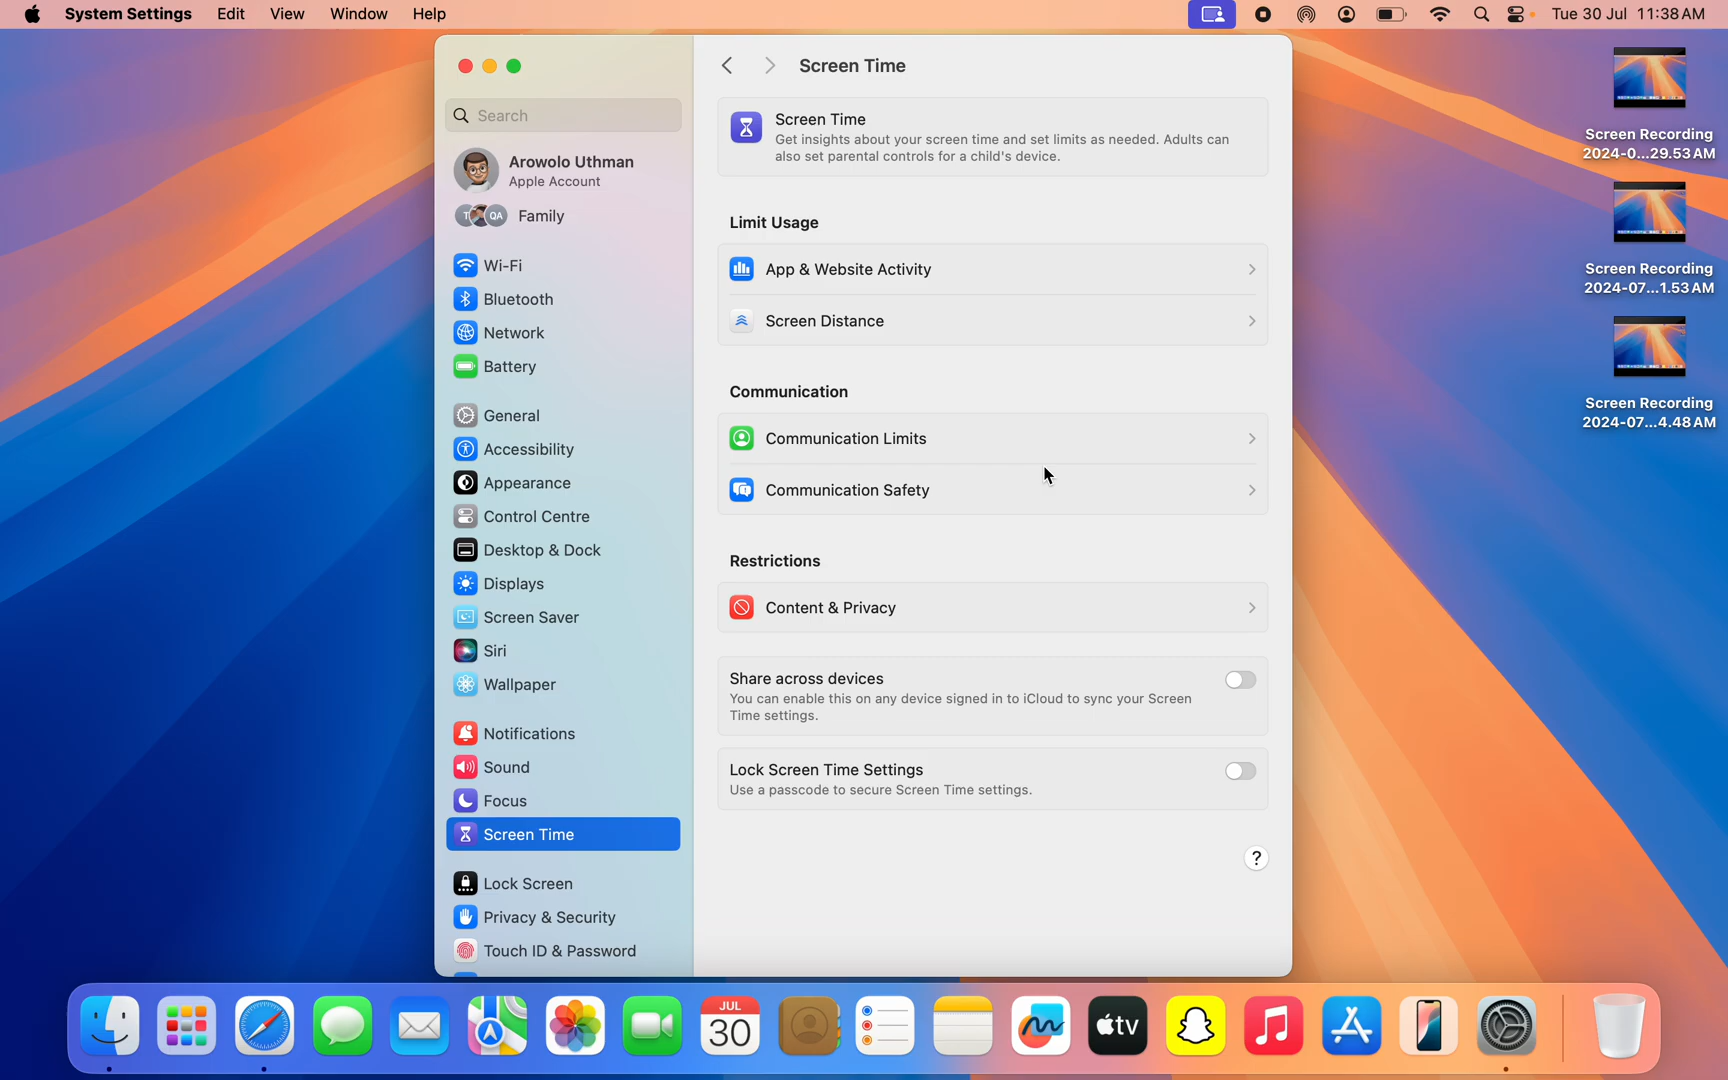 System Settings Edit View Window Help
Tue 30 Jul 11:38 AM
Search
Arowolo Uthman
Apple Account
QA Family
Wi-Fi
Bluetooth
Network
Battery
General
Accessibility
Appearance
Control Centre
Desktop & Dock
Displays
Screen Saver
Siri
Wallpaper
Notifications
Sound
Focus
Screen Time
Lock Screen
Privacy & Security
Touch ID & Password
Screen Time
Screen Time
Get insights about your screen time and set limits as needed. Adults can
also set parental controls for a child's device.
Limit Usage
App & Website Activity
Screen Distance
Communication
Communication Limits
Communication Safety
Restrictions
Content & Privacy
Share across devices
You can enable this on any device signed in to iCloud to sync your Screen
Time settings.
Lock Screen Time Settings
Use a passcode to secure Screen Time settings.
?
Screen Recording
2024-0...29.53 AM
Screen Recording
2024-07...1.53 AM
Screen Recording
2024-07...4.48 AM
JUL
30
tv